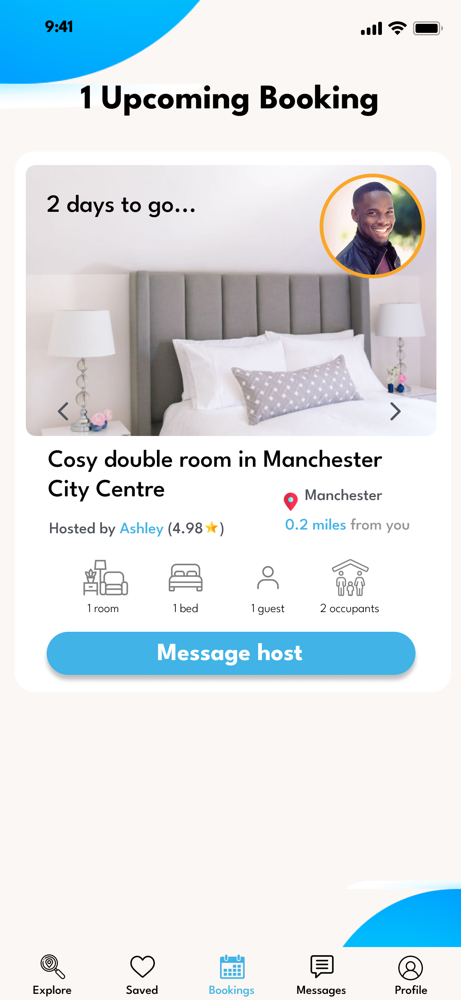 9:41
1 Upcoming Booking
2 days to go...
Cosy double room in Manchester
City Centre
Manchester
Hosted by Ashley (4.98⭐)
0.2 miles from you
1 room
1 bed
1 guest
2 occupants
Message host
Explore
Saved
Bookings
Messages
Profile